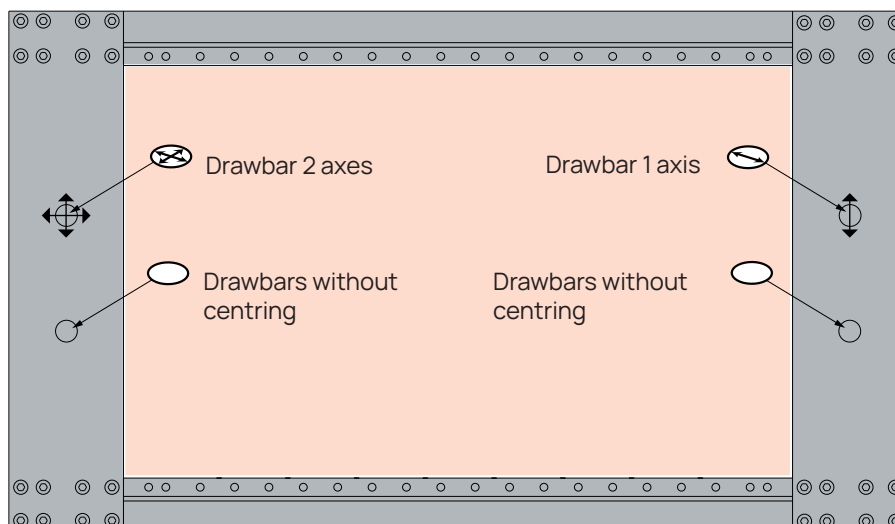 Drawbar 2 axes
Drawbar 1 axis
Drawbars without
centring
Drawbars without
centring